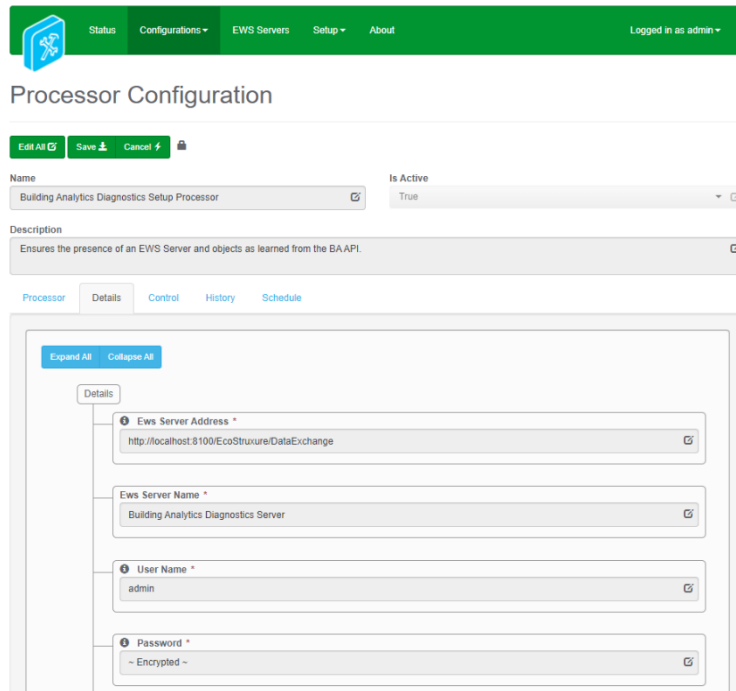 Status Configurations EWS Servers Setup About Logged in as admin
Processor Configuration
Edit All Save Cancel
Name Is Active
Building Analytics Diagnostics Setup Processor True
Description
Ensures the presence of an EWS Server and objects as learned from the BA API.
Processor Details Control History Schedule
Expand All Collapse All
Details
Ews Server Address *
http://localhost:8100/EcoStruxure/DataExchange
Ews Server Name *
Building Analytics Diagnostics Server
User Name *
admin
Password *
~ Encrypted ~